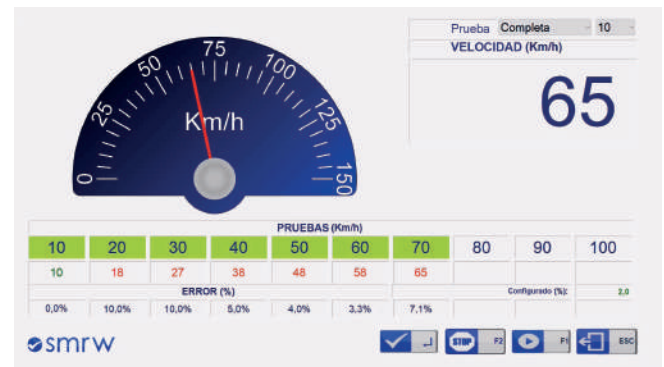 Prueba Completa 10
VELOCIDAD (Km/h)
65
0 25 50 75 100 125 150
Km/h
PRUEBAS (Km/h)
10 20 30 40 50 60 70 80 90 100
10 18 27 38 48 58 65
ERROR (%) Configurado (%): 2,0
0,0% 10,0% 10,0% 5,0% 4,0% 3,3% 7,1%
smrw
STOP F2 F1 ESC